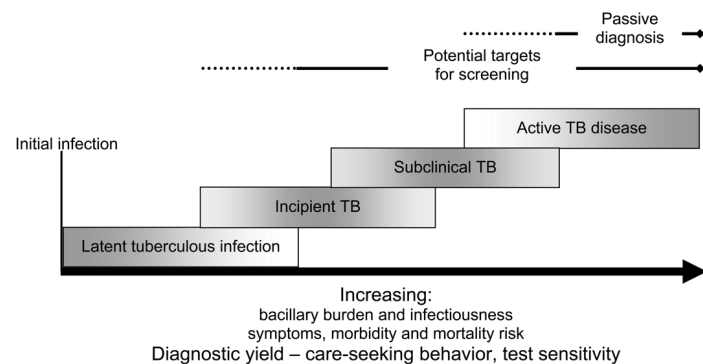 Passive
diagnosis
Potential targets
for screening
Active TB disease
Initial infection
Subclinical TB
Incipient TB
Latent tuberculous infection
Increasing:
bacillary burden and infectiousness
symptoms, morbidity and mortality risk
Diagnostic yield – care-seeking behavior, test sensitivity